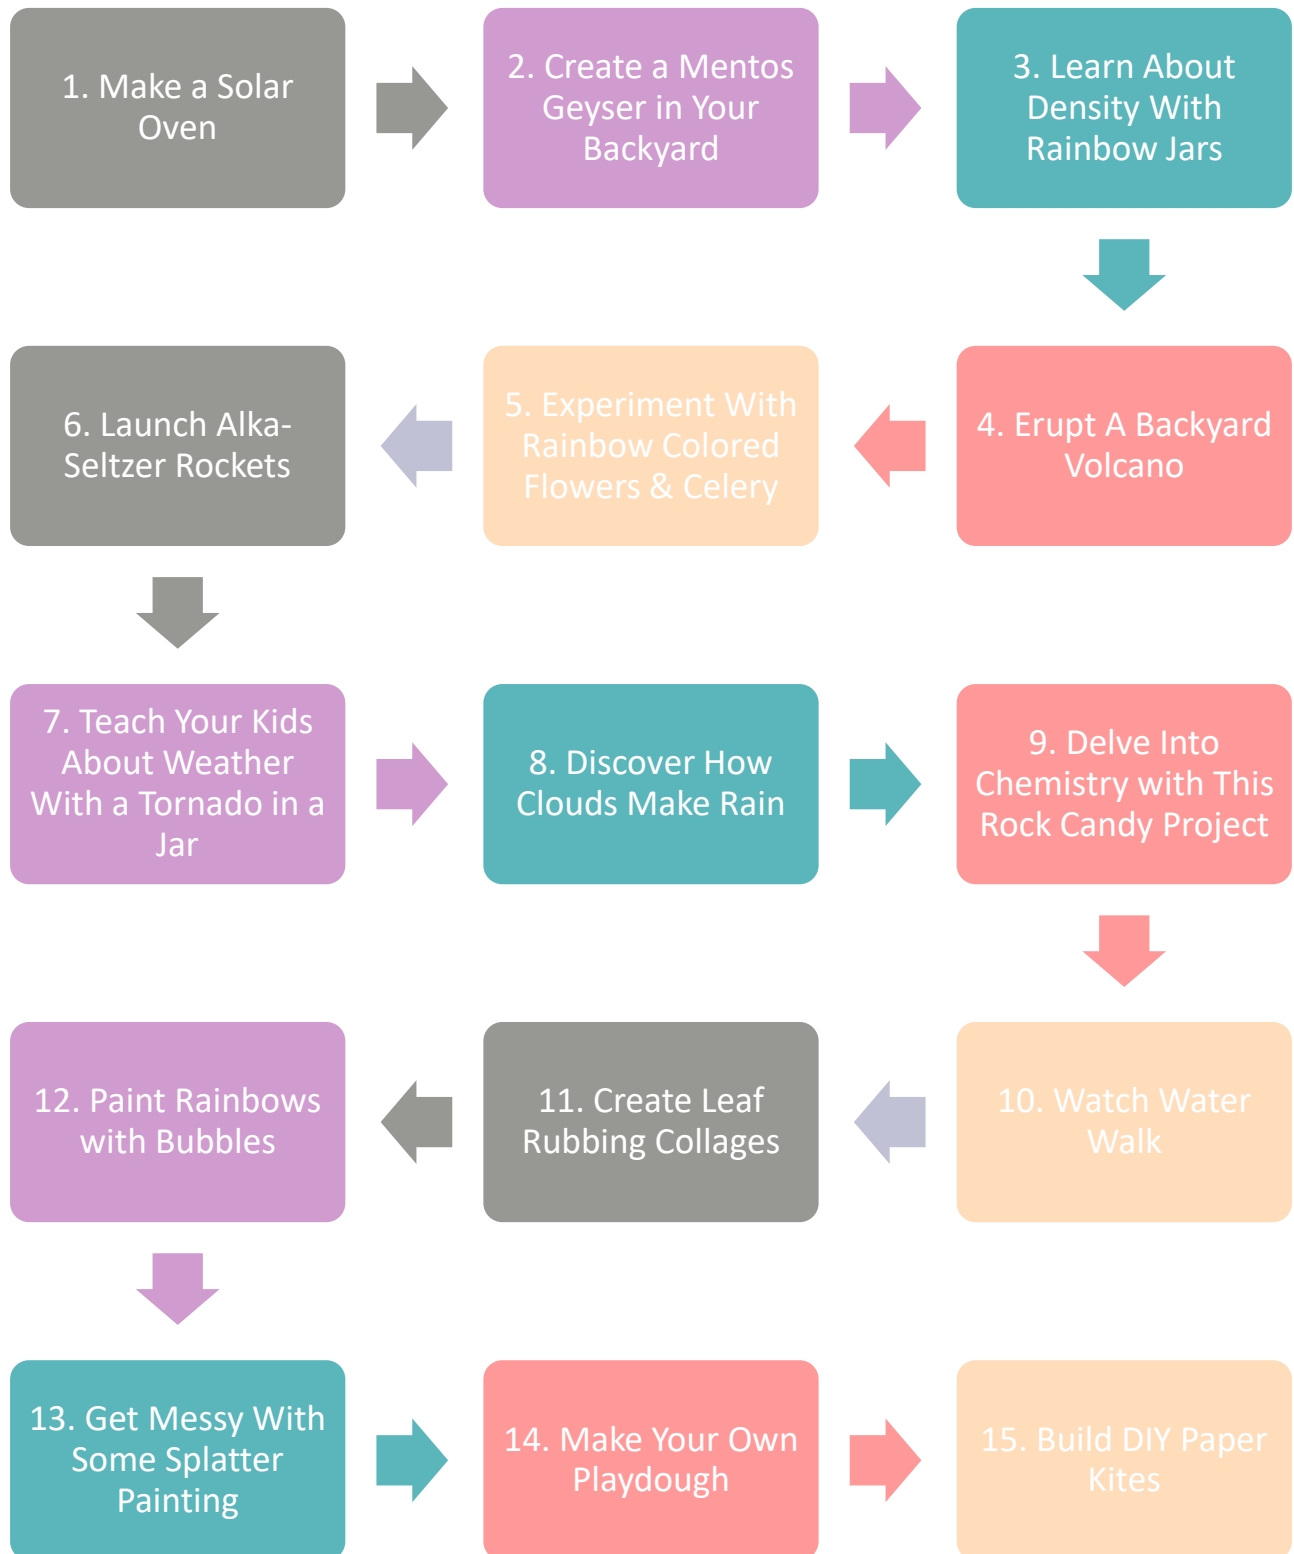 1. Make a Solar
Oven
2. Create a Mentos
Geyser in Your
Backyard
3. Learn About
Density With
Rainbow Jars
4. Erupt A Backyard
Volcano
5. Experiment With
Rainbow Colored
Flowers & Celery
6. Launch Alka-
Seltzer Rockets
7. Teach Your Kids
About Weather
With a Tornado in a
Jar
8. Discover How
Clouds Make Rain
9. Delve Into
Chemistry with This
Rock Candy Project
10. Watch Water
Walk
11. Create Leaf
Rubbing Collages
12. Paint Rainbows
with Bubbles
13. Get Messy With
Some Splatter
Painting
14. Make Your Own
Playdough
15. Build DIY Paper
Kites